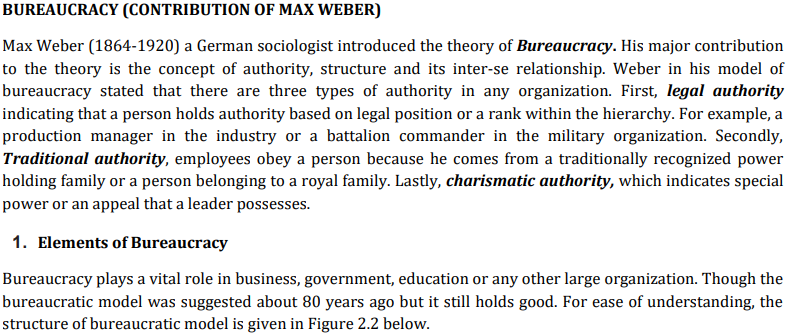 BUREAUCRACY (CONTRIBUTION OF MAX WEBER)
Max Weber (1864-1920) a German sociologist introduced the theory of Bureaucracy. His major contribution
to the theory is the concept of authority, structure and its inter-se relationship. Weber in his model of
bureaucracy stated that there are three types of authority in any organization. First, legal authority
indicating that a person holds authority based on legal position or a rank within the hierarchy. For example, a
production manager in the industry or a battalion commander in the military organization. Secondly,
Traditional authority, employees obey a person because he comes from a traditionally recognized power
holding family or a person belonging to a royal family. Lastly, charismatic authority, which indicates special
power or an appeal that a leader possesses.
1. Elements of Bureaucracy
Bureaucracy plays a vital role in business, government, education or any other large organization. Though the
bureaucratic model was suggested about 80 years ago but it still holds good. For ease of understanding, the
structure of bureaucratic model is given in Figure 2.2 below.